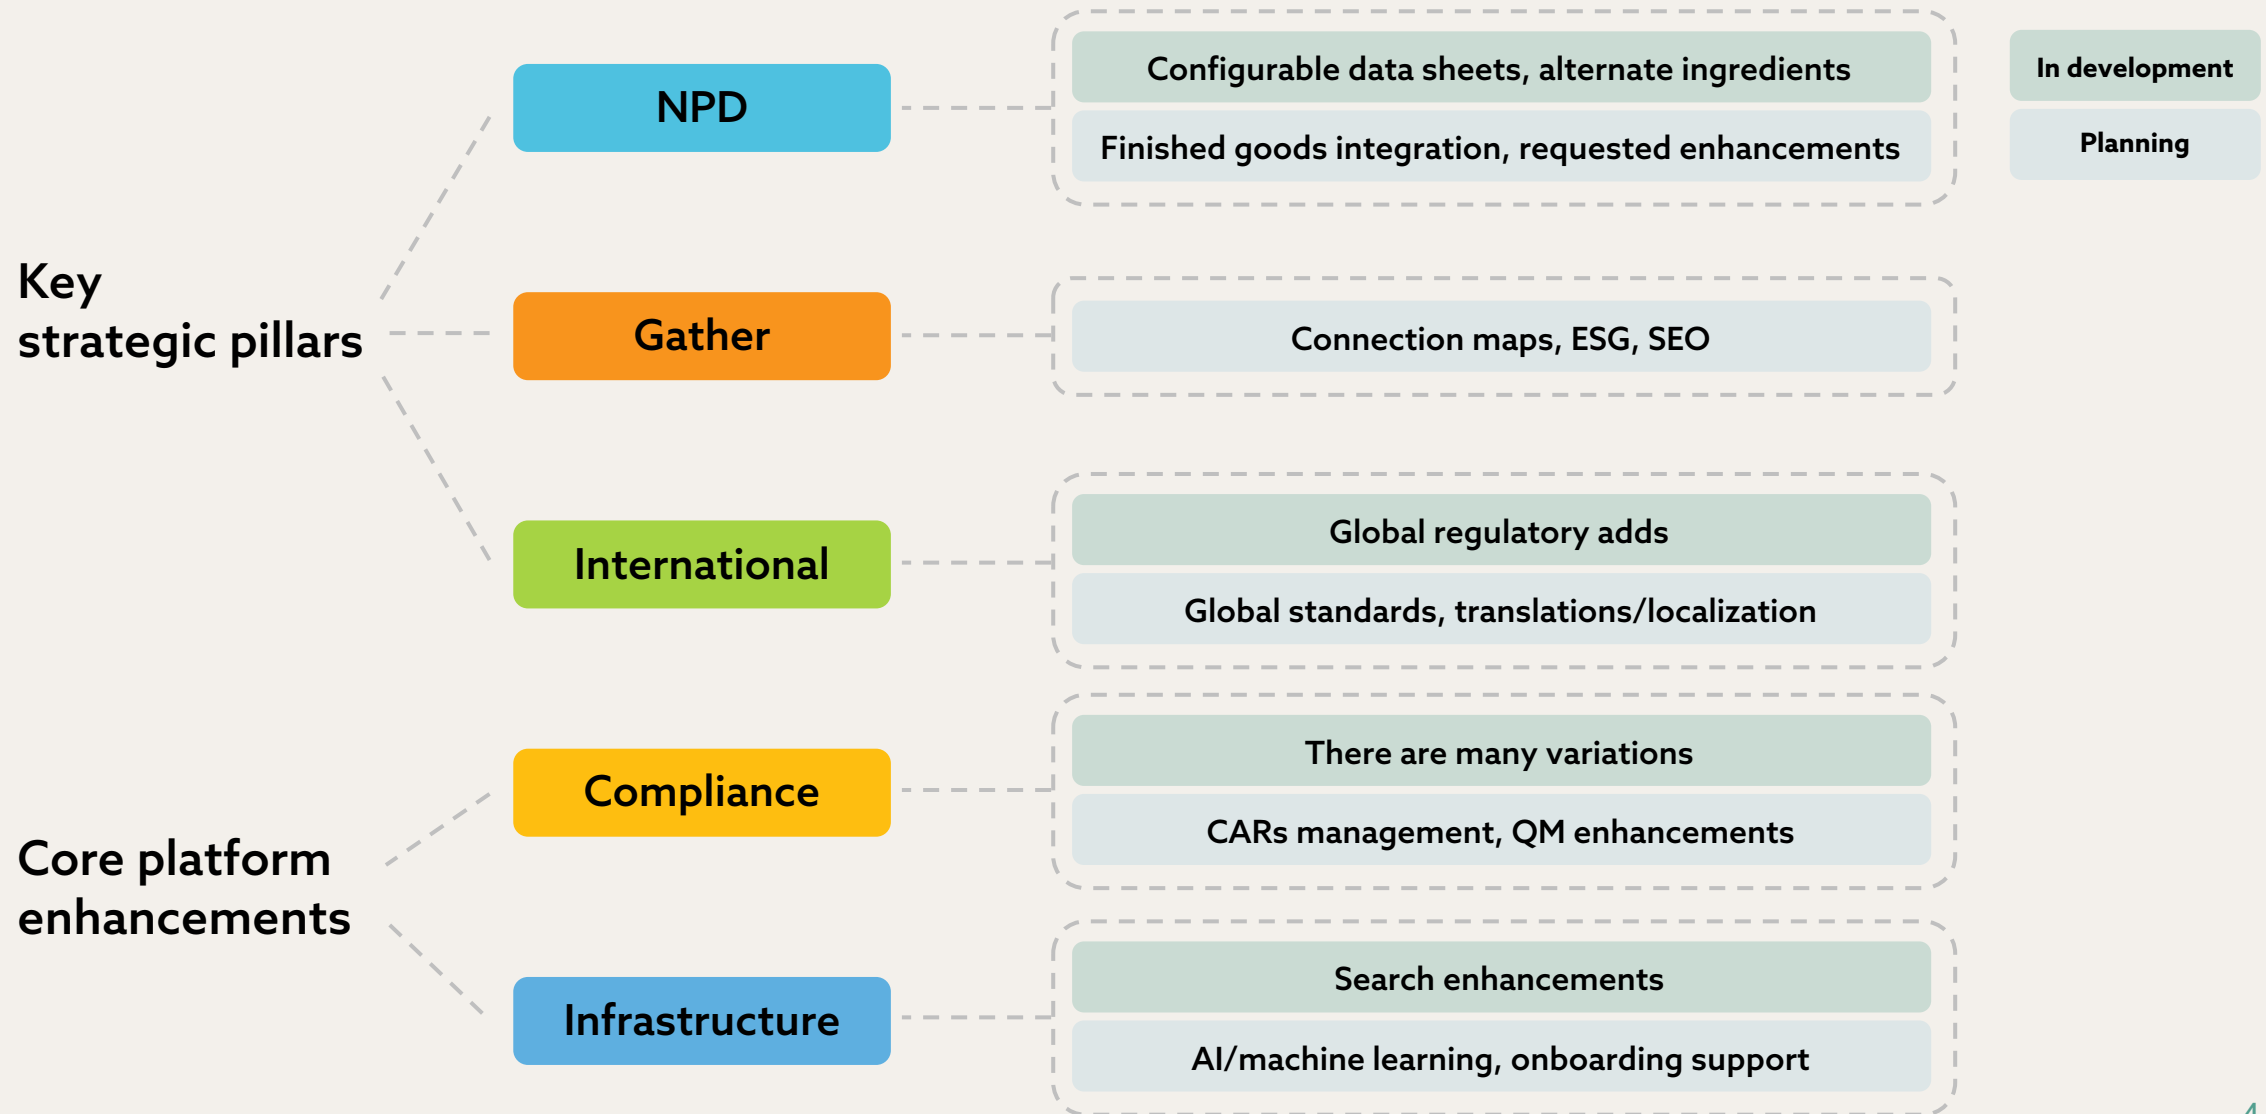 Key
strategic pillars
NPD
Configurable data sheets, alternate ingredients
Finished goods integration, requested enhancements
In development
Planning
Gather
Connection maps, ESG, SEO
International
Global regulatory adds
Global standards, translations/localization
Core platform
enhancements
Compliance
There are many variations
CARs management, QM enhancements
Infrastructure
Search enhancements
AI/machine learning, onboarding support
4